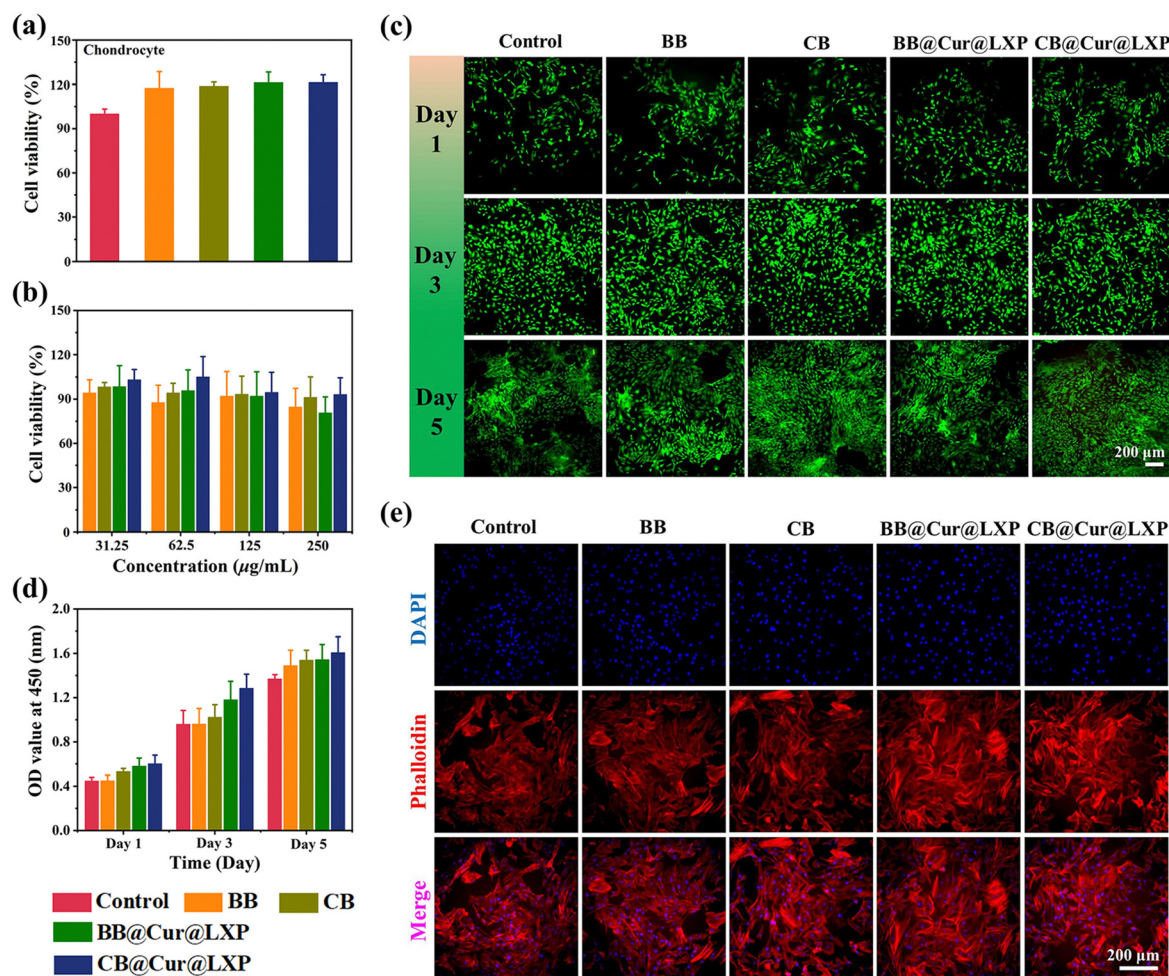 (a)
Chondrocyte
150
120
90
60
30
0
Cell viability (%)
(b)
150
120
90
60
30
0
Cell viability (%)
31.25 62.5 125 250
Concentration (μg/mL)
(d)
2.0
1.6
1.2
0.8
0.4
0.0
OD value at 450 (nm)
Day 1 Day 3 Day 5
Time (Day)
Control BB CB
BB@Cur@LXP
CB@Cur@LXP
(c)
Control BB CB BB@Cur@LXP CB@Cur@LXP
Day
1
Day
3
Day
5
200 μm
(e)
Control BB CB BB@Cur@LXP CB@Cur@LXP
DAPI
Phalloidin
Merge
200 μm